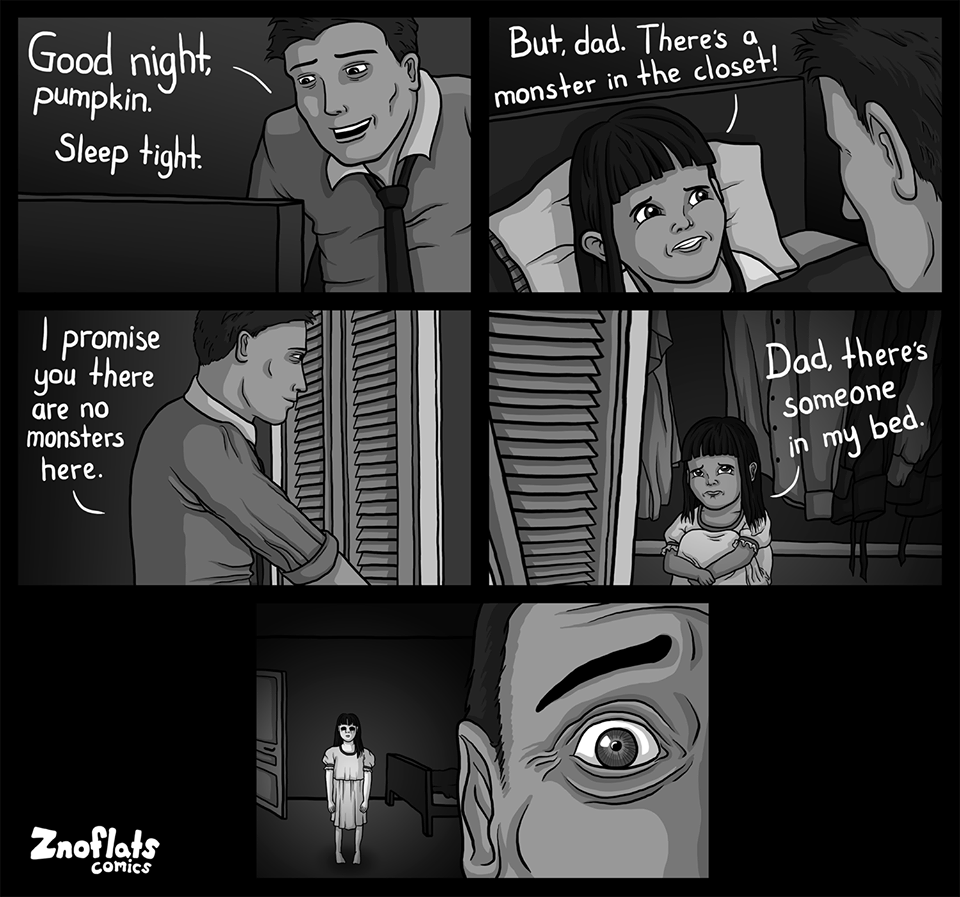 Good night,
pumpkin.
Sleep tight.
But, dad. There's a
monster in the closet!
I promise
you there
are no
monsters
here.
Dad, there's
someone
in my bed.
Znoflats
comics